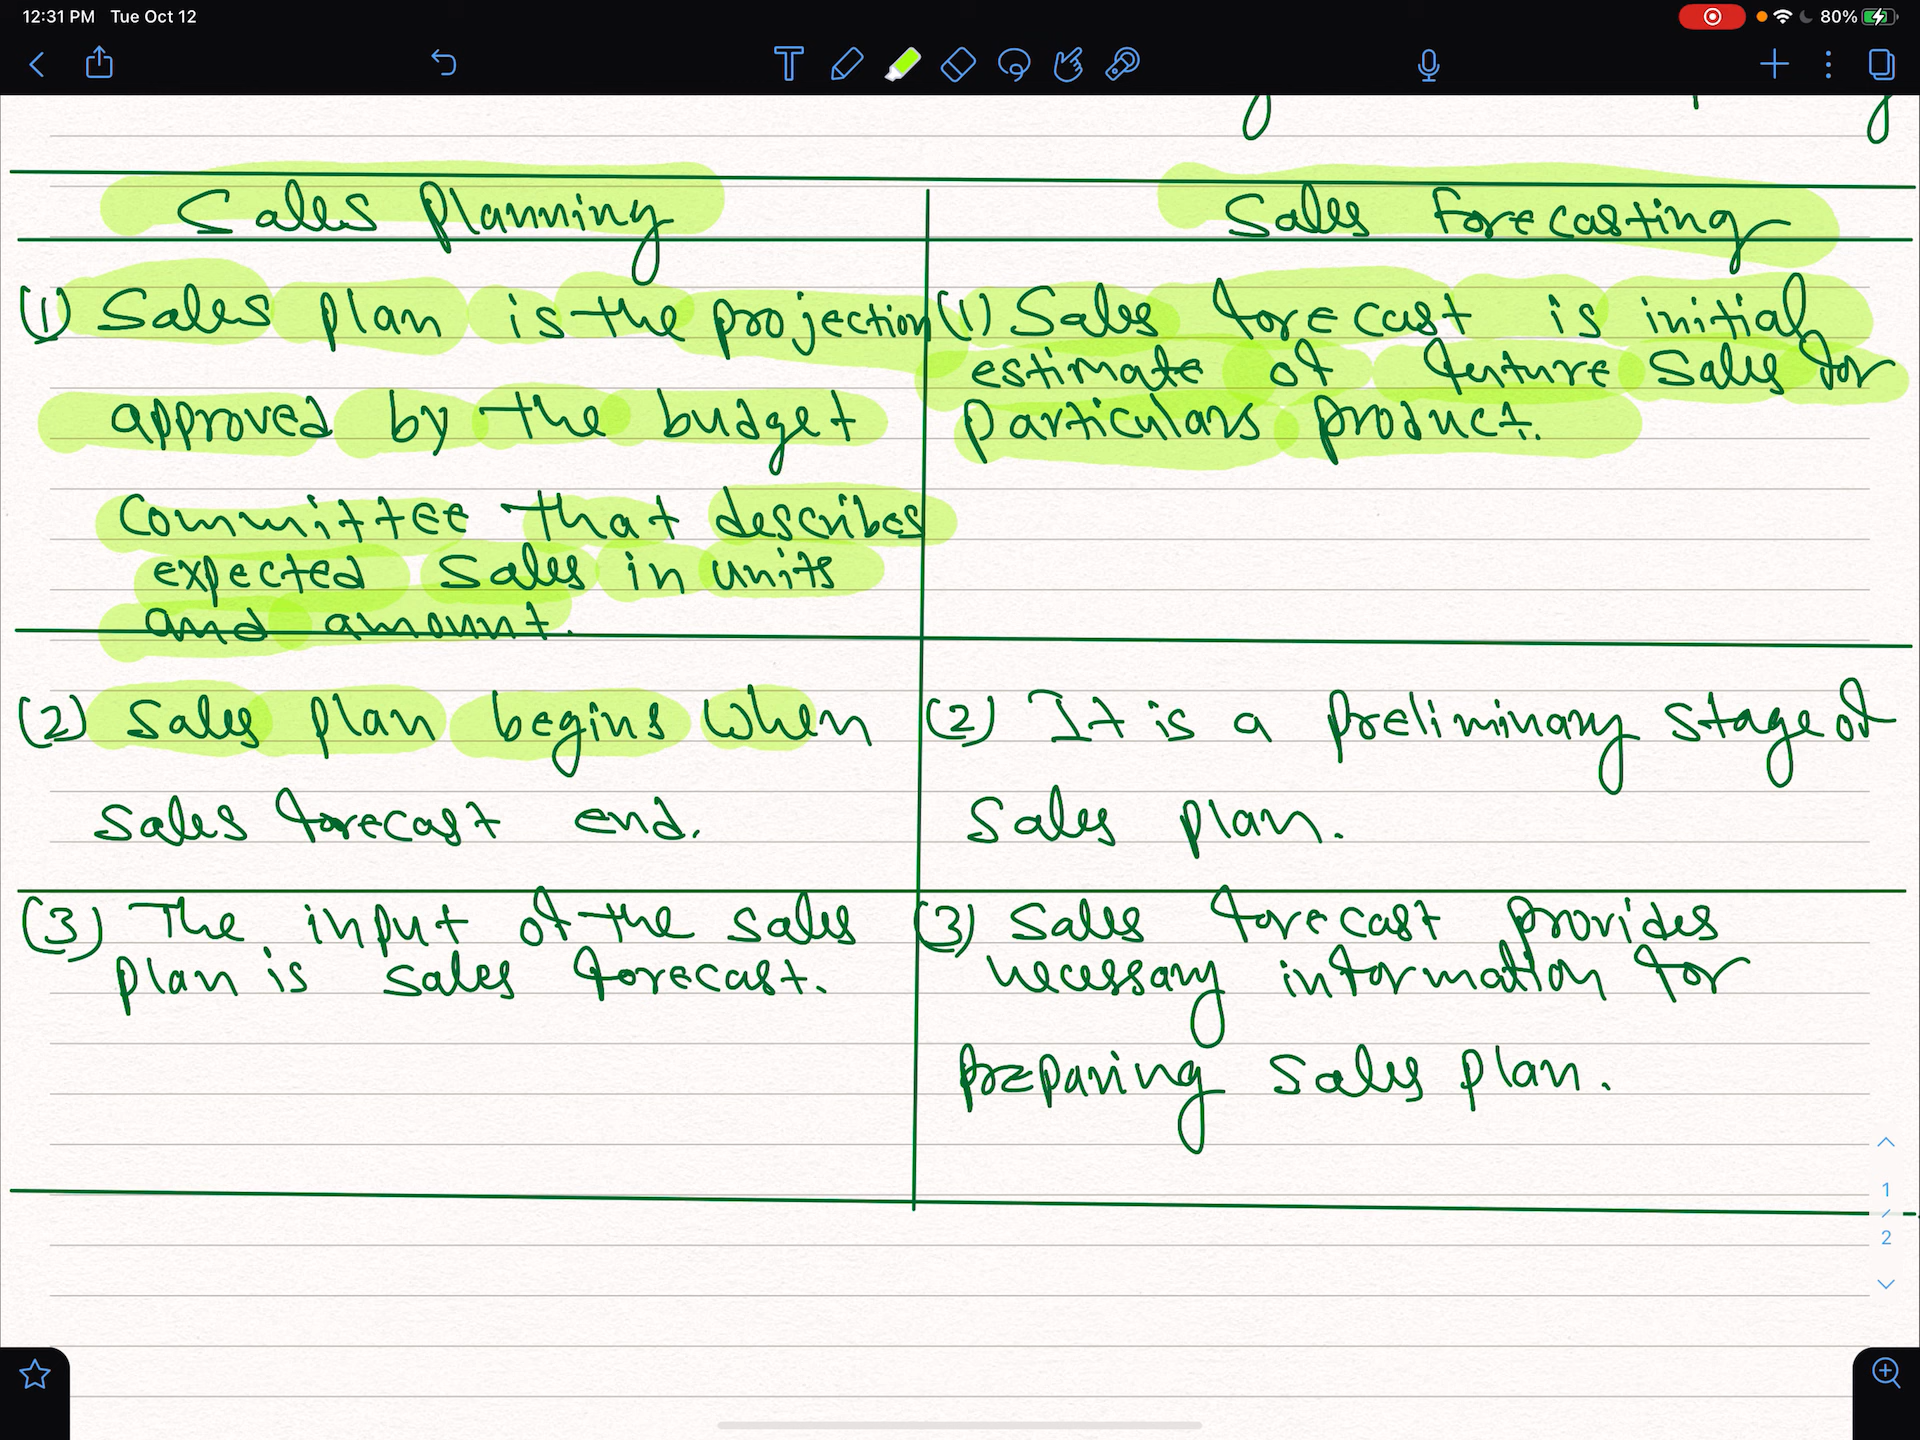 12:31 PM Tue Oct 12
80%
Sales Planning
Sales Forecasting
(1) Sales plan is the projection
approved by the budget
Committee that describes
expected Sales in units
and amount.
(1) Sales forecast is initial
estimate of future Sales for
particulars product.
(2) Sales plan begins when
sales forecast end.
(2) It is a preliminary stage of
Sales plan.
(3) The input of the sales
plan is sales forecast.
(3) Sales forecast provides
necessary information for
preparing Sales plan.
1
/
2